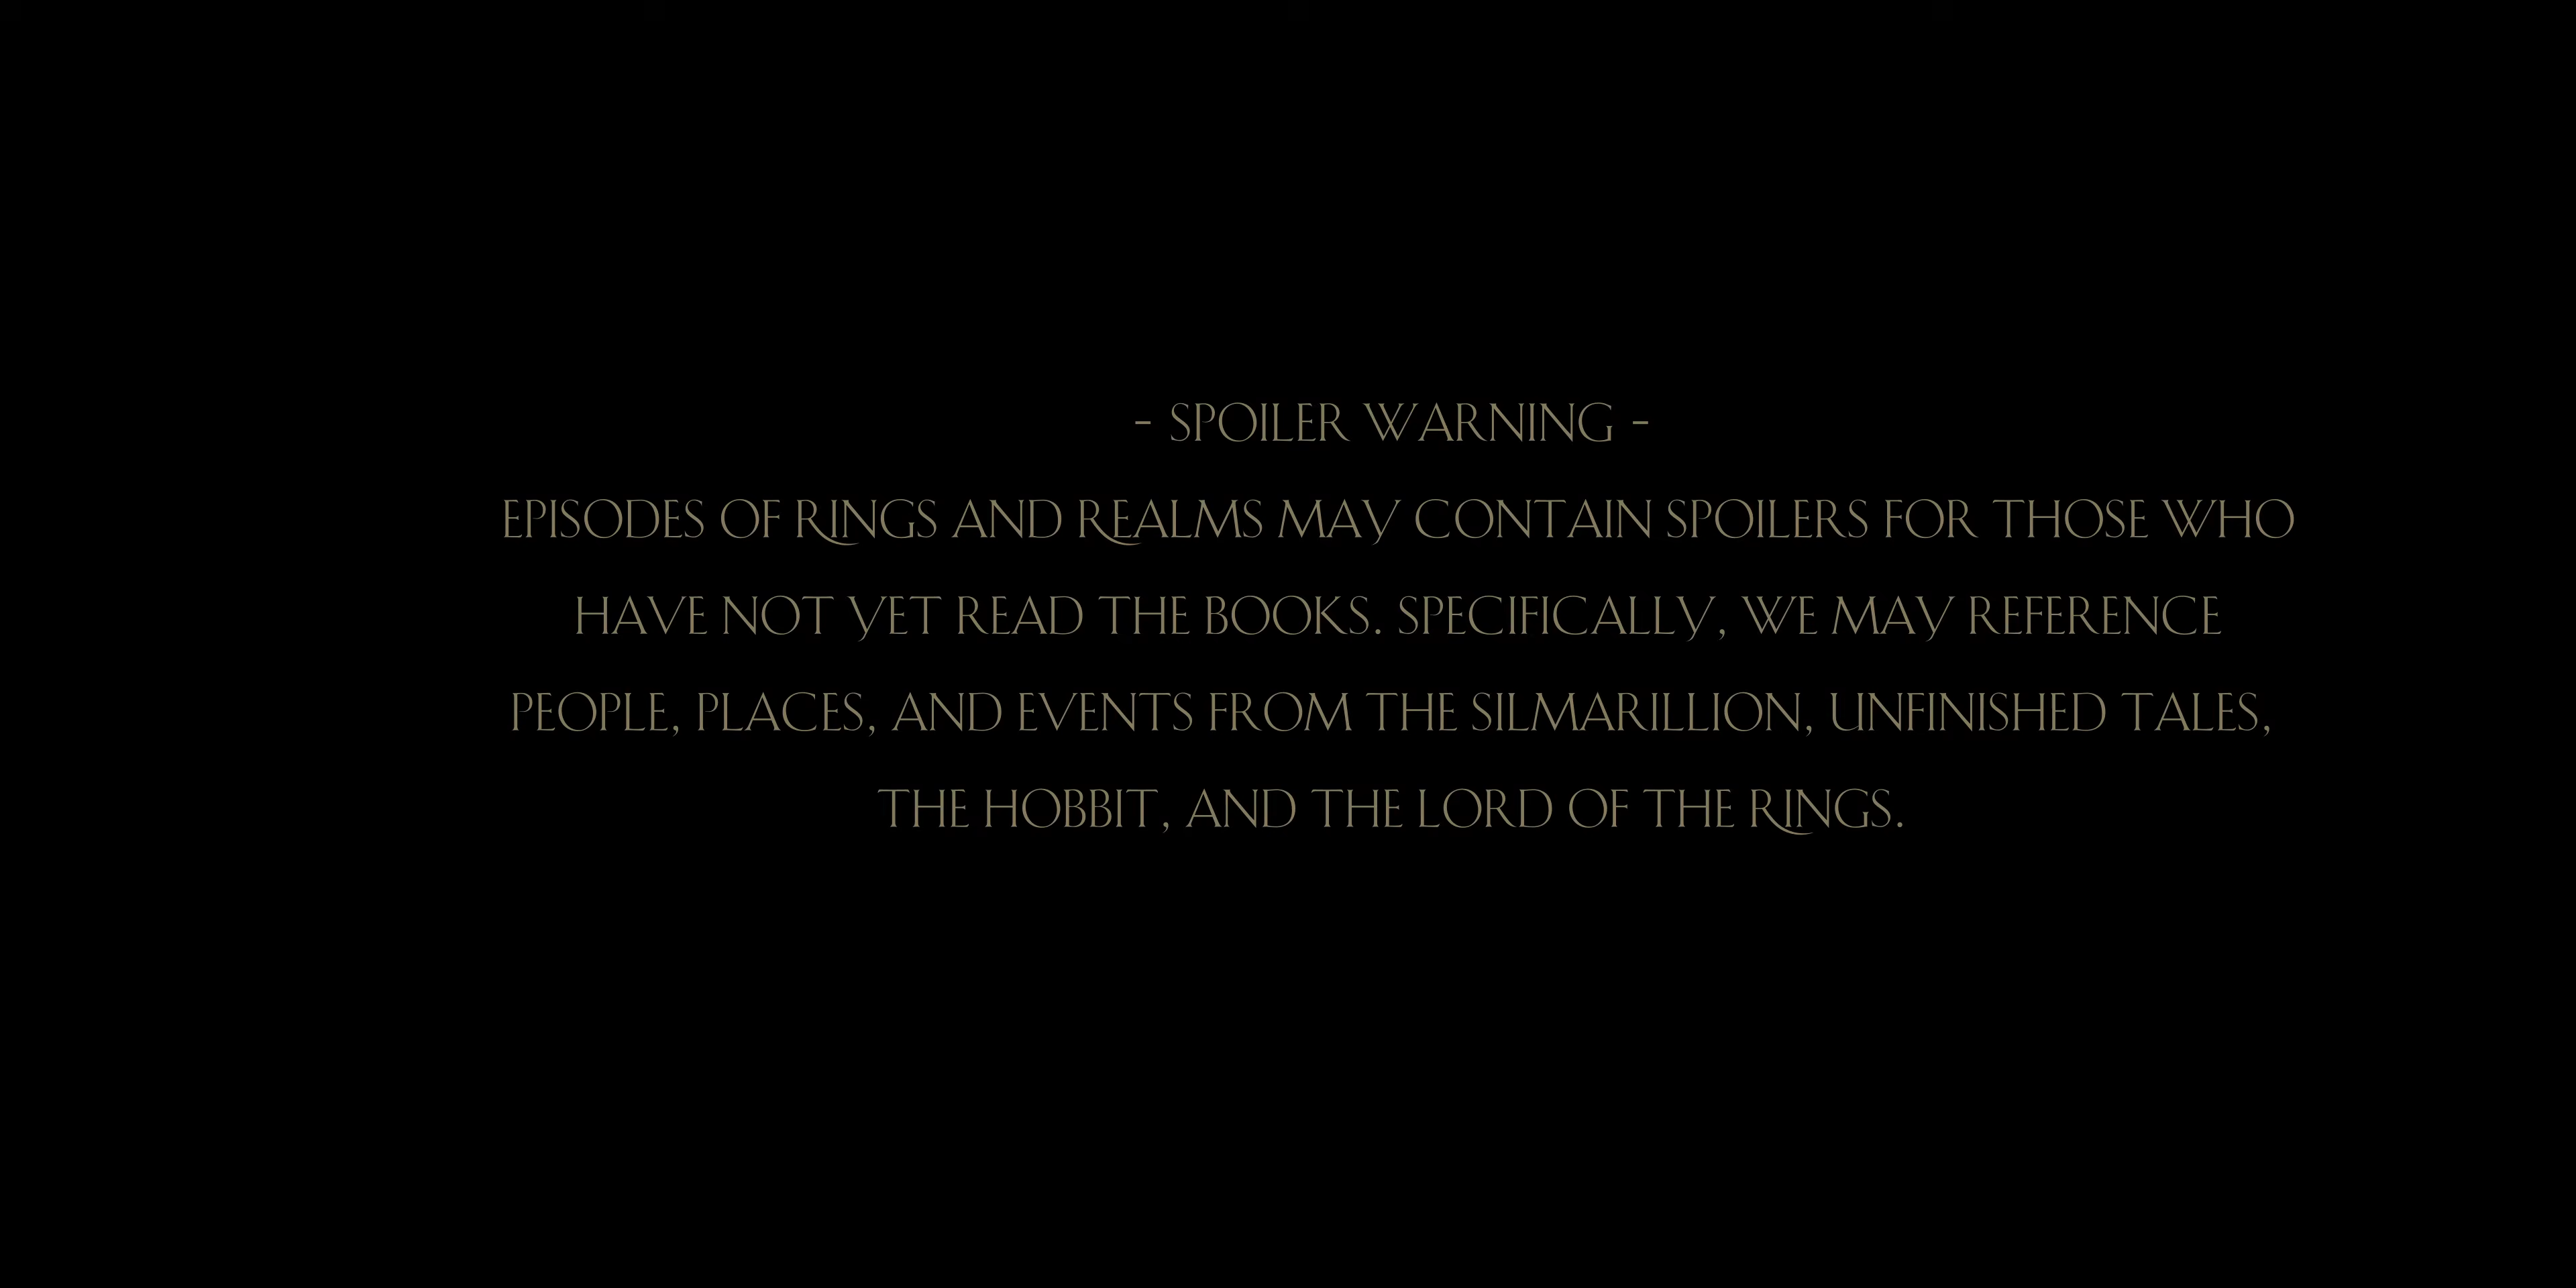 - SPOILER WARNING -
EPISODES OF RINGS AND REALMS MAY CONTAIN SPOILERS FOR THOSE WHO
HAVE NOT YET READ THE BOOKS. SPECIFICALLY, WE MAY REFERENCE
PEOPLE, PLACES, AND EVENTS FROM THE SILMARILLION, UNFINISHED TALES,
THE HOBBIT, AND THE LORD OF THE RINGS.